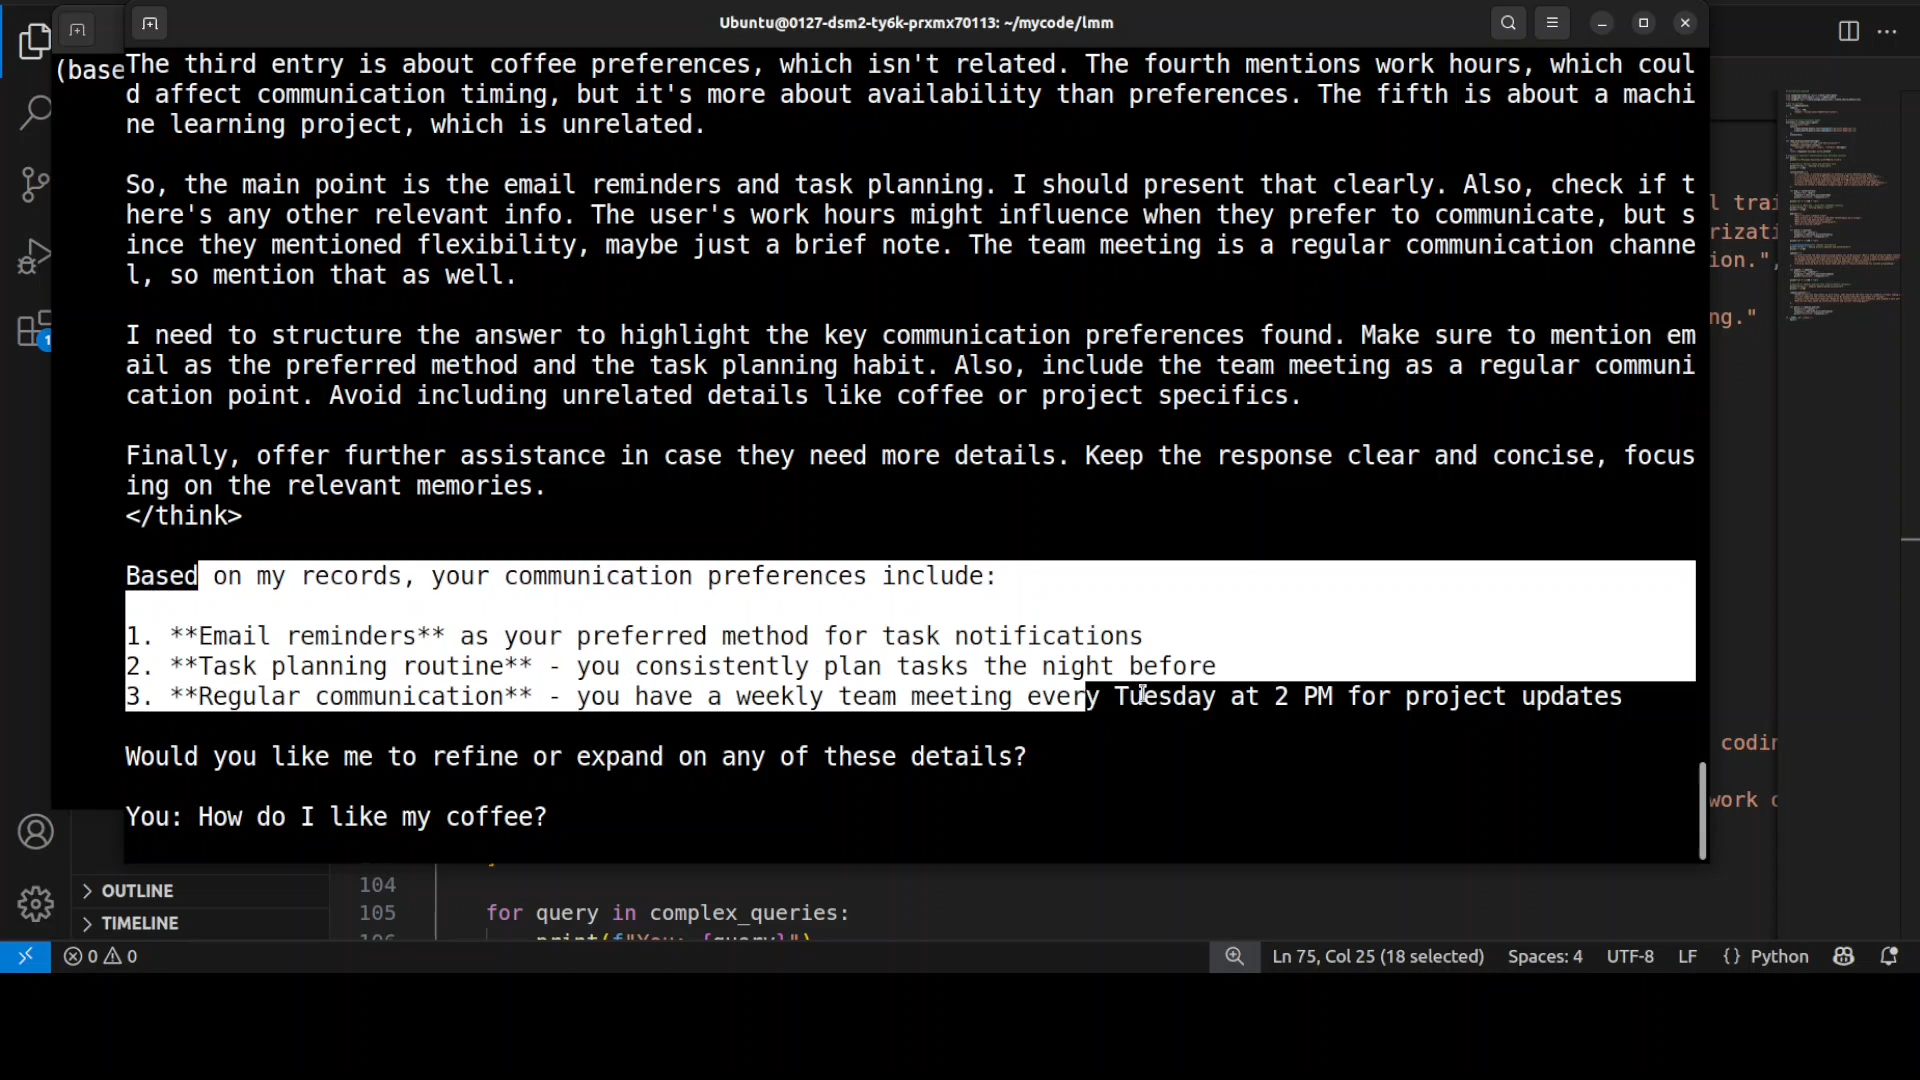 Ubuntu@0127-dsm2-ty6k-prxmx70113: ~/mycode/lmm
(base
The third entry is about coffee preferences, which isn't related. The fourth mentions work hours, which coul
d affect communication timing, but it's more about availability than preferences. The fifth is about a machi
ne learning project, which is unrelated.
So, the main point is the email reminders and task planning. I should present that clearly. Also, check if t
here's any other relevant info. The user's work hours might influence when they prefer to communicate, but s
ince they mentioned flexibility, maybe just a brief note. The team meeting is a regular communication channe
l, so mention that as well.
I need to structure the answer to highlight the key communication preferences found. Make sure to mention em
ail as the preferred method and the task planning habit. Also, include the team meeting as a regular communi
cation point. Avoid including unrelated details like coffee or project specifics.
Finally, offer further assistance in case they need more details. Keep the response clear and concise, focus
ing on the relevant memories.
</think>
Based on my records, your communication preferences include:
1. **Email reminders** as your preferred method for task notifications
2. **Task planning routine** - you consistently plan tasks the night before
3. **Regular communication** - you have a weekly team meeting every Tuesday at 2 PM for project updates
Would you like me to refine or expand on any of these details?
You: How do I like my coffee?
l trai
rizati
ion.",
ng."
codin
work o
1
OUTLINE
TIMELINE
104
105 for query in complex_queries:
print(f"You: {query}")
0 0
Ln 75, Col 25 (18 selected) Spaces: 4 UTF-8 LF {} Python